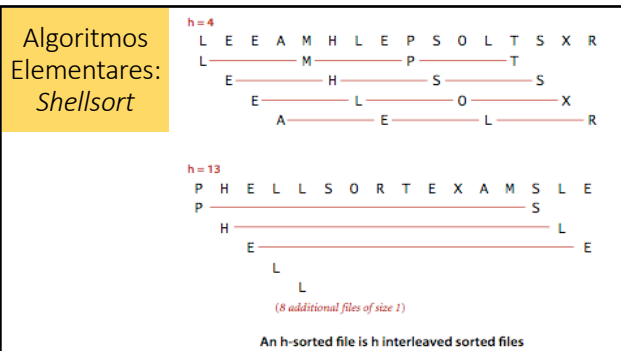 Algoritmos
Elementares:
Shellsort
h = 4
L E E A M H L E P S O L T S X R
L M P T
E H S S
E L O X
A E L R
h = 13
P H E L L S O R T E X A M S L E
P S
H L
E E
L
L
(8 additional files of size 1)
An h-sorted file is h interleaved sorted files